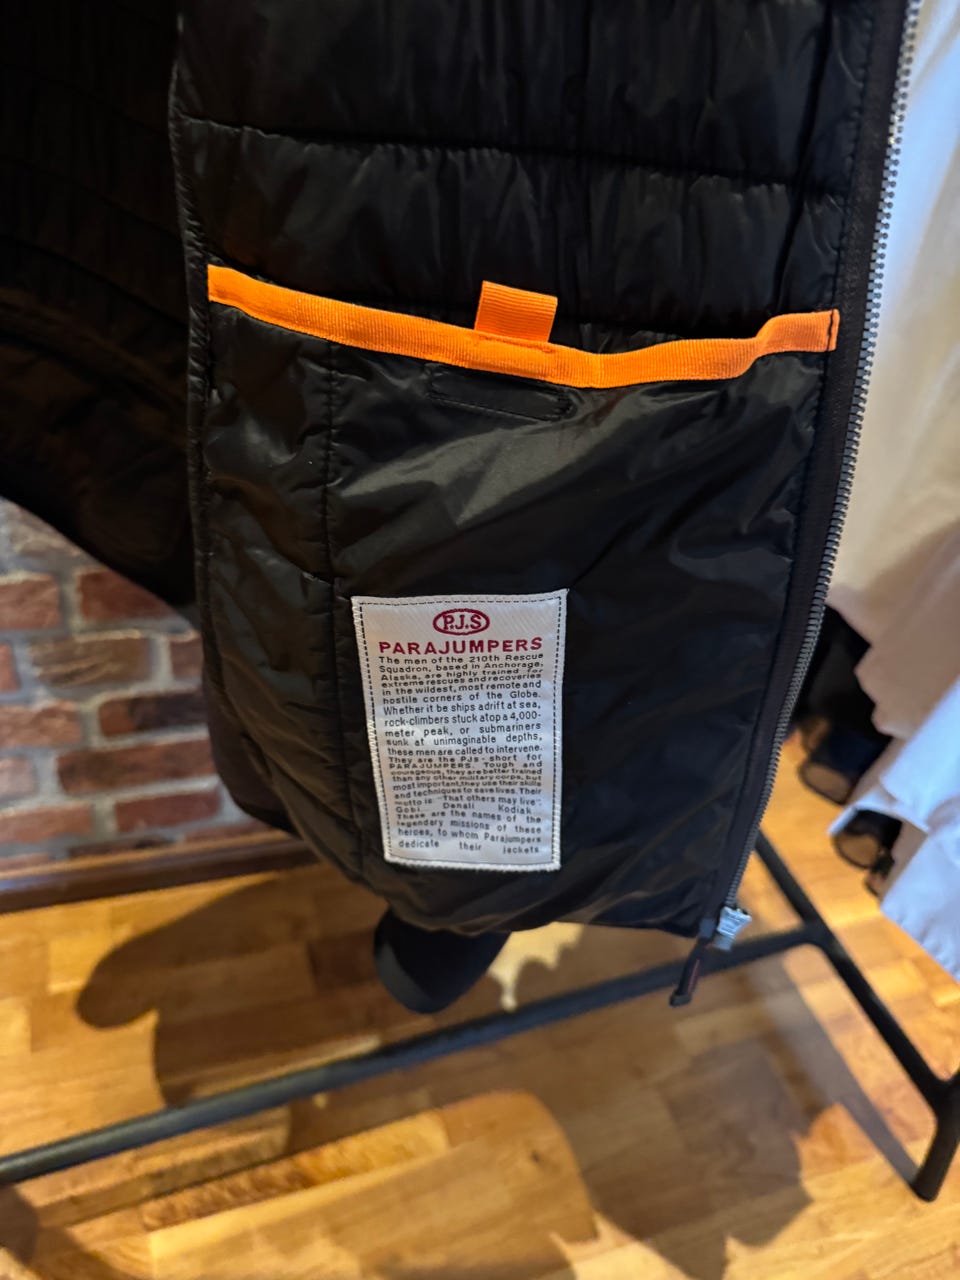 P.J.S
PARAJUMPERS
The men of the 210th Rescue
Squadron, based in Anchorage,
Alaska, are highly trained for
extreme rescues and recoveries
in the wildest, most remote and
hostile corners of the Globe.
Whether it be ships adrift at sea,
rock-climbers stuck atop a 4,000-
meter peak, or submariners
sunk at unimaginable depths,
these men are called to intervene.
They are the PJs - short for
PARAJUMPERS. Tough and
courageous, they are better trained
than any other military corps, but
most important, they use their skills
and techniques to save lives. Their
motto is "That others may live".
Gobi Denali Kodiak
These are the names of the
legendary missions of these
heroes, to whom Parajumpers
dedicate their jackets.